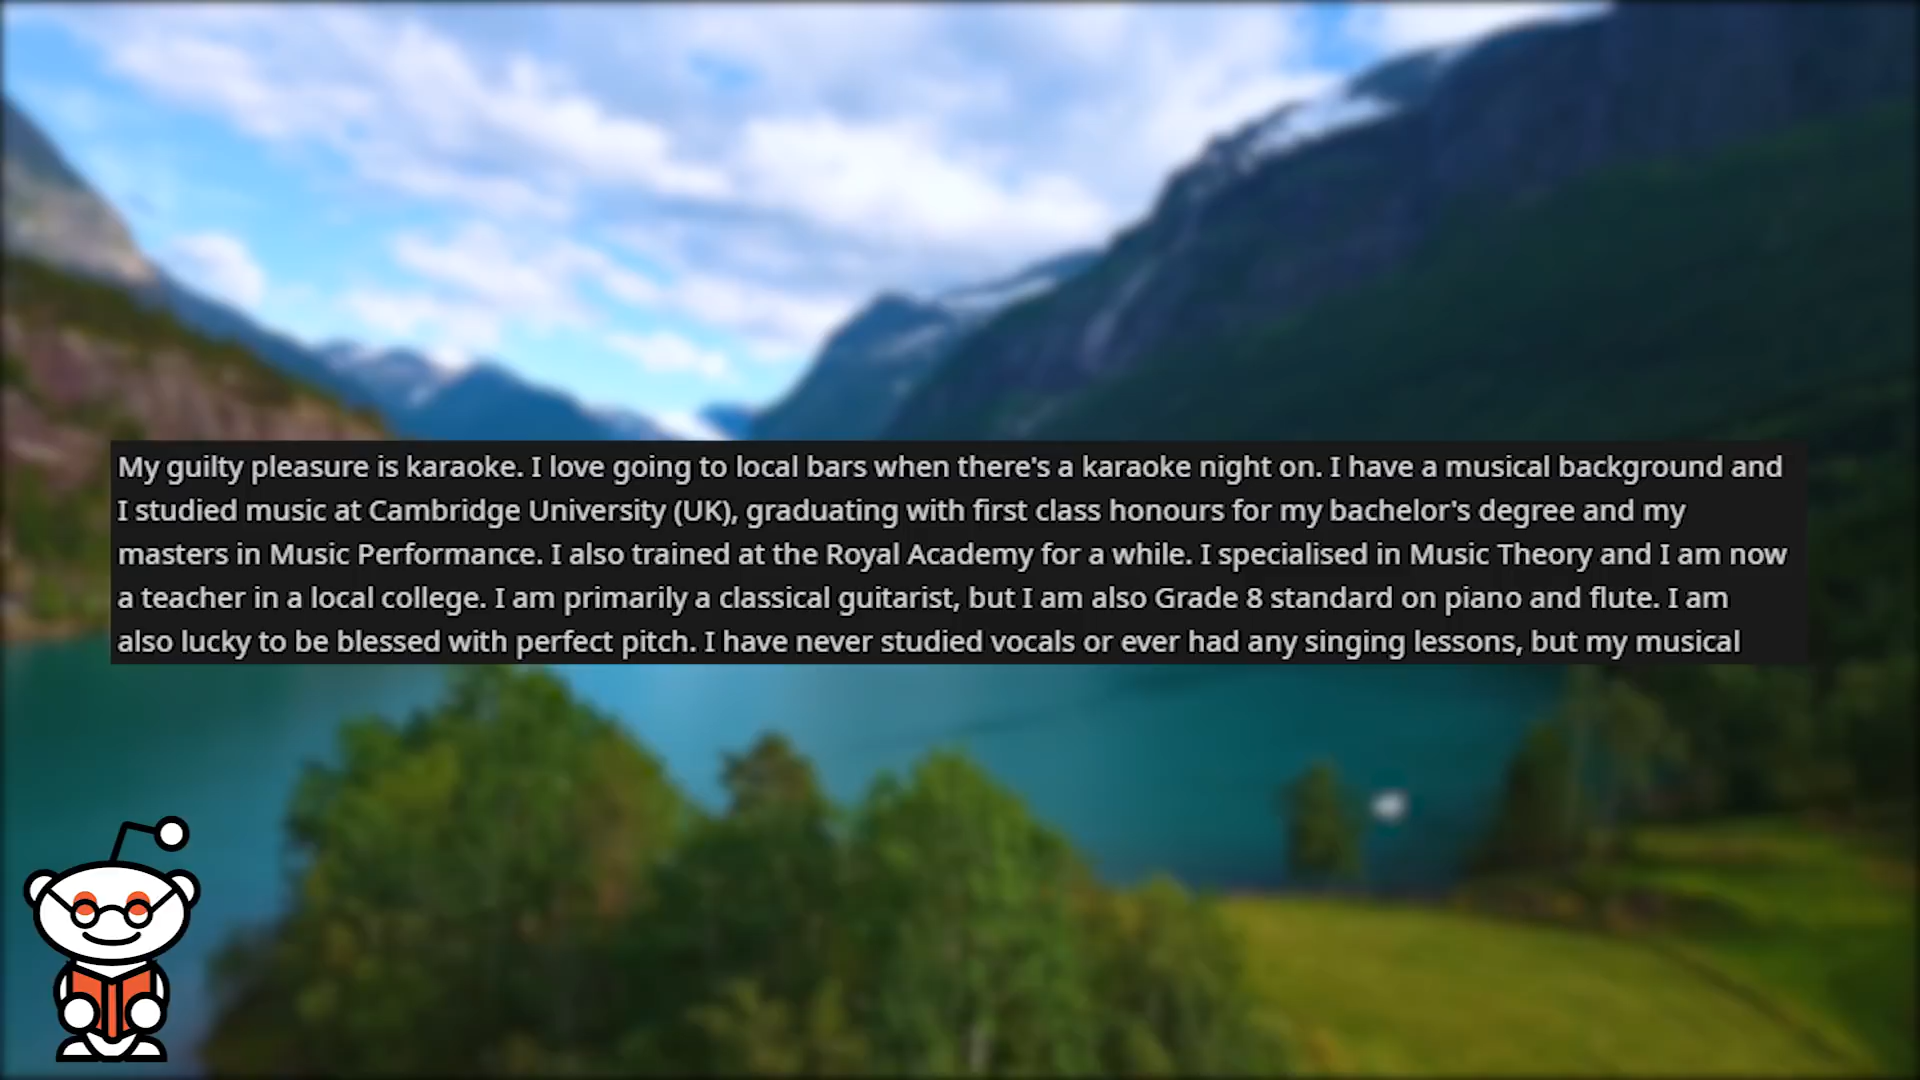 My guilty pleasure is karaoke. I love going to local bars when there's a karaoke night on. I have a musical background and
I studied music at Cambridge University (UK), graduating with first class honours for my bachelor's degree and my
masters in Music Performance. I also trained at the Royal Academy for a while. I specialised in Music Theory and I am now
a teacher in a local college. I am primarily a classical guitarist, but I am also Grade 8 standard on piano and flute. I am
also lucky to be blessed with perfect pitch. I have never studied vocals or ever had any singing lessons, but my musical